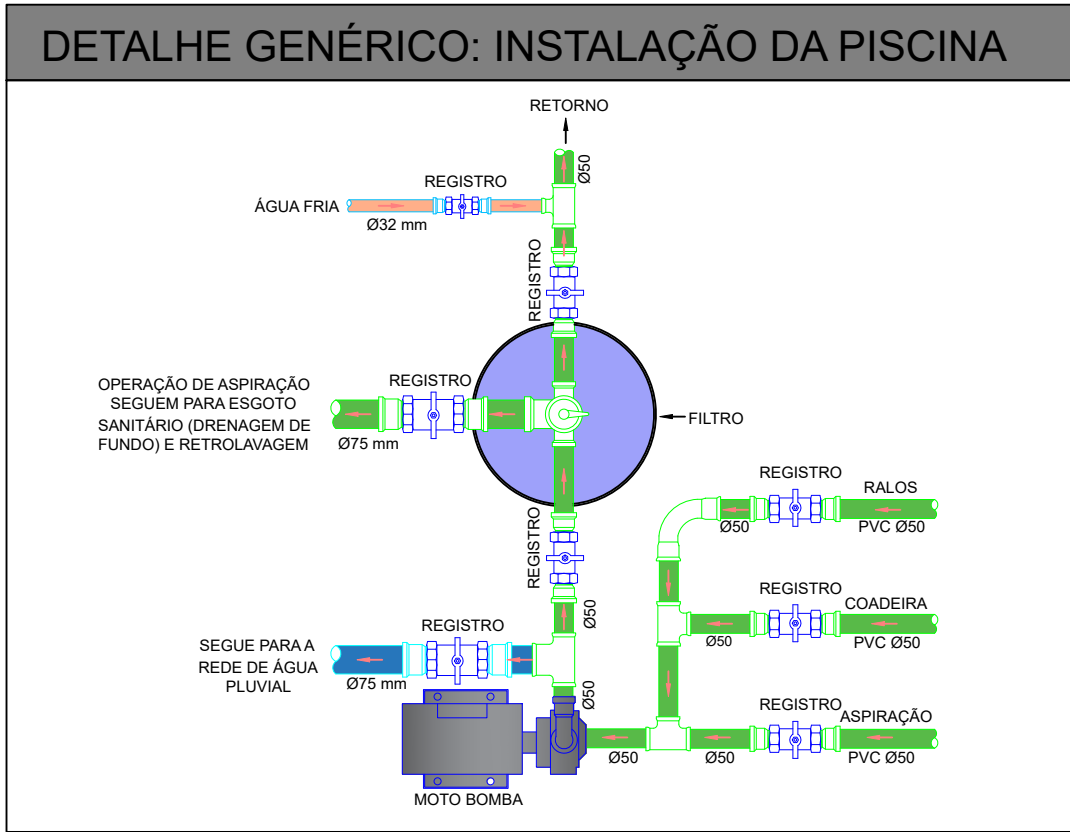 DETALHE GENÉRICO: INSTALAÇÃO DA PISCINA
RETORNO
Ø50
REGISTRO
ÁGUA FRIA
Ø32 mm
REGISTRO
OPERAÇÃO DE ASPIRAÇÃO
SEGUEM PARA ESGOTO
SANITÁRIO (DRENAGEM DE
FUNDO) E RETROLAVAGEM
REGISTRO
Ø75 mm
FILTRO
REGISTRO
RALOS
Ø50
PVC Ø50
REGISTRO
REGISTRO
COADEIRA
Ø50
PVC Ø50
Ø50
SEGUE PARA A
REDE DE ÁGUA
PLUVIAL
REGISTRO
Ø75 mm
Ø50
REGISTRO
ASPIRAÇÃO
Ø50
Ø50
PVC Ø50
MOTO BOMBA